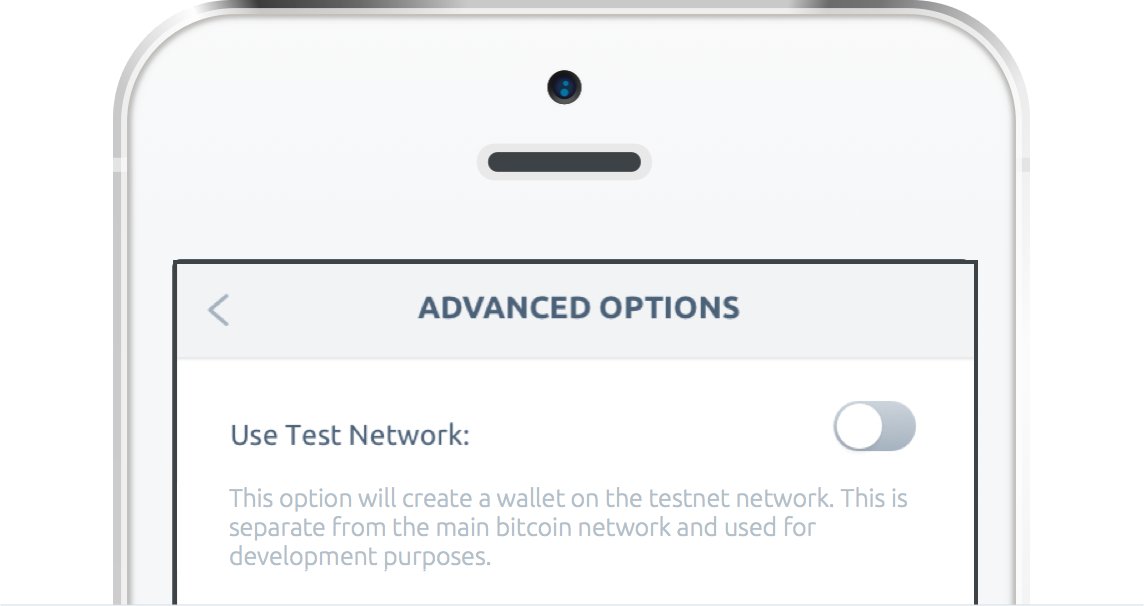 ADVANCED OPTIONS
Use Test Network:
This option will create a wallet on the testnet network. This is
separate from the main bitcoin network and used for
development purposes.